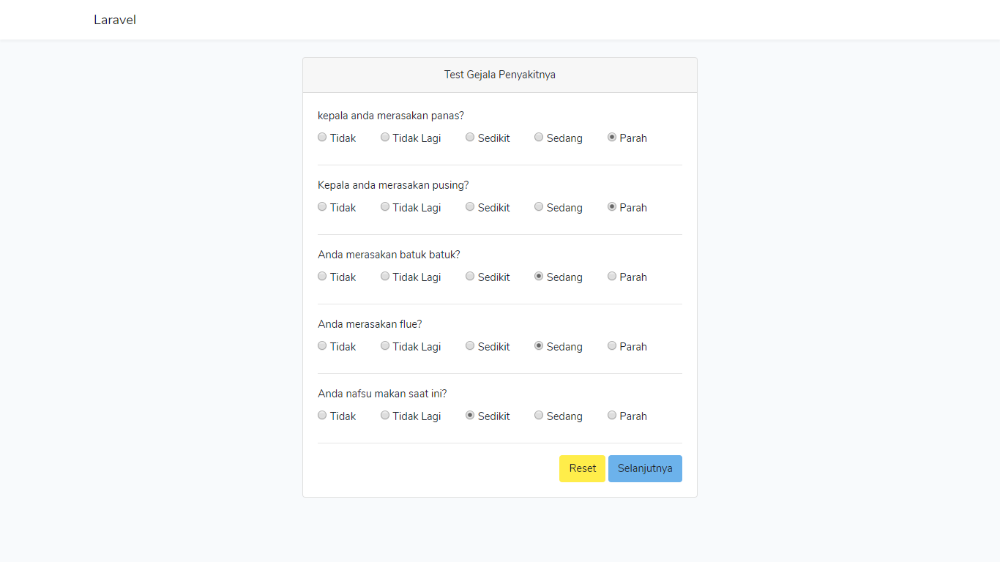 Laravel
Test Gejala Penyakitnya
kepala anda merasakan panas?
Tidak Tidak Lagi Sedikit Sedang Parah
Kepala anda merasakan pusing?
Tidak Tidak Lagi Sedikit Sedang Parah
Anda merasakan batuk batuk?
Tidak Tidak Lagi Sedikit Sedang Parah
Anda merasakan flue?
Tidak Tidak Lagi Sedikit Sedang Parah
Anda nafsu makan saat ini?
Tidak Tidak Lagi Sedikit Sedang Parah
Reset Selanjutnya